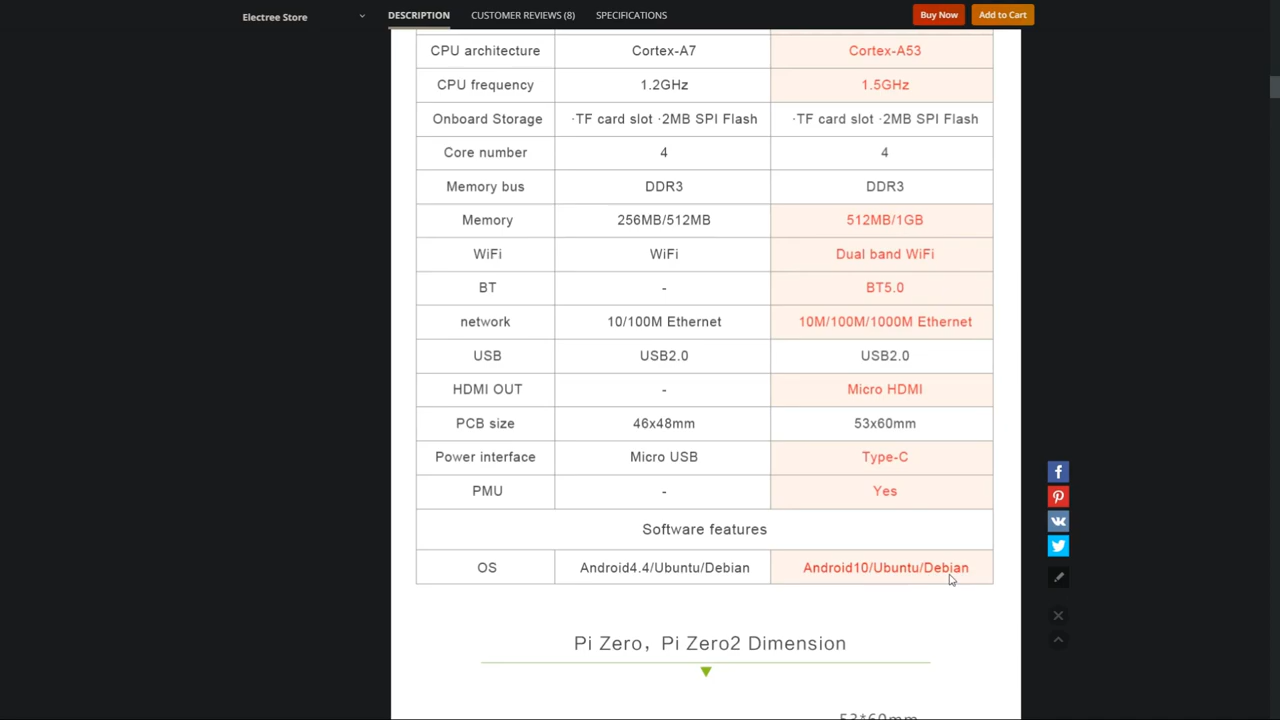 Electree Store DESCRIPTION CUSTOMER REVIEWS (8) SPECIFICATIONS Buy Now Add to Cart
CPU architecture Cortex-A7 Cortex-A53
CPU frequency 1.2GHz 1.5GHz
Onboard Storage ·TF card slot ·2MB SPI Flash ·TF card slot ·2MB SPI Flash
Core number 4 4
Memory bus DDR3 DDR3
Memory 256MB/512MB 512MB/1GB
WiFi WiFi Dual band WiFi
BT - BT5.0
network 10/100M Ethernet 10M/100M/1000M Ethernet
USB USB2.0 USB2.0
HDMI OUT - Micro HDMI
PCB size 46x48mm 53x60mm
Power interface Micro USB Type-C
PMU - Yes
Software features
OS Android4.4/Ubuntu/Debian Android10/Ubuntu/Debian
Pi Zero, Pi Zero2 Dimension
53*60mm